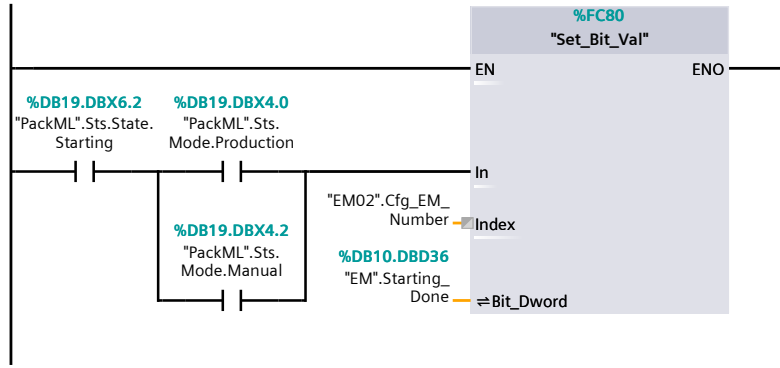 %FC80
"Set_Bit_Val"
EN
ENO
%DB19.DBX6.2
"PackML".Sts.State.
Starting
%DB19.DBX4.0
"PackML".Sts.
Mode.Production
In
"EM02".Cfg_EM_
Number
Index
%DB19.DBX4.2
"PackML".Sts.
Mode.Manual
%DB10.DBD36
"EM".Starting_
Done
⇌Bit_Dword